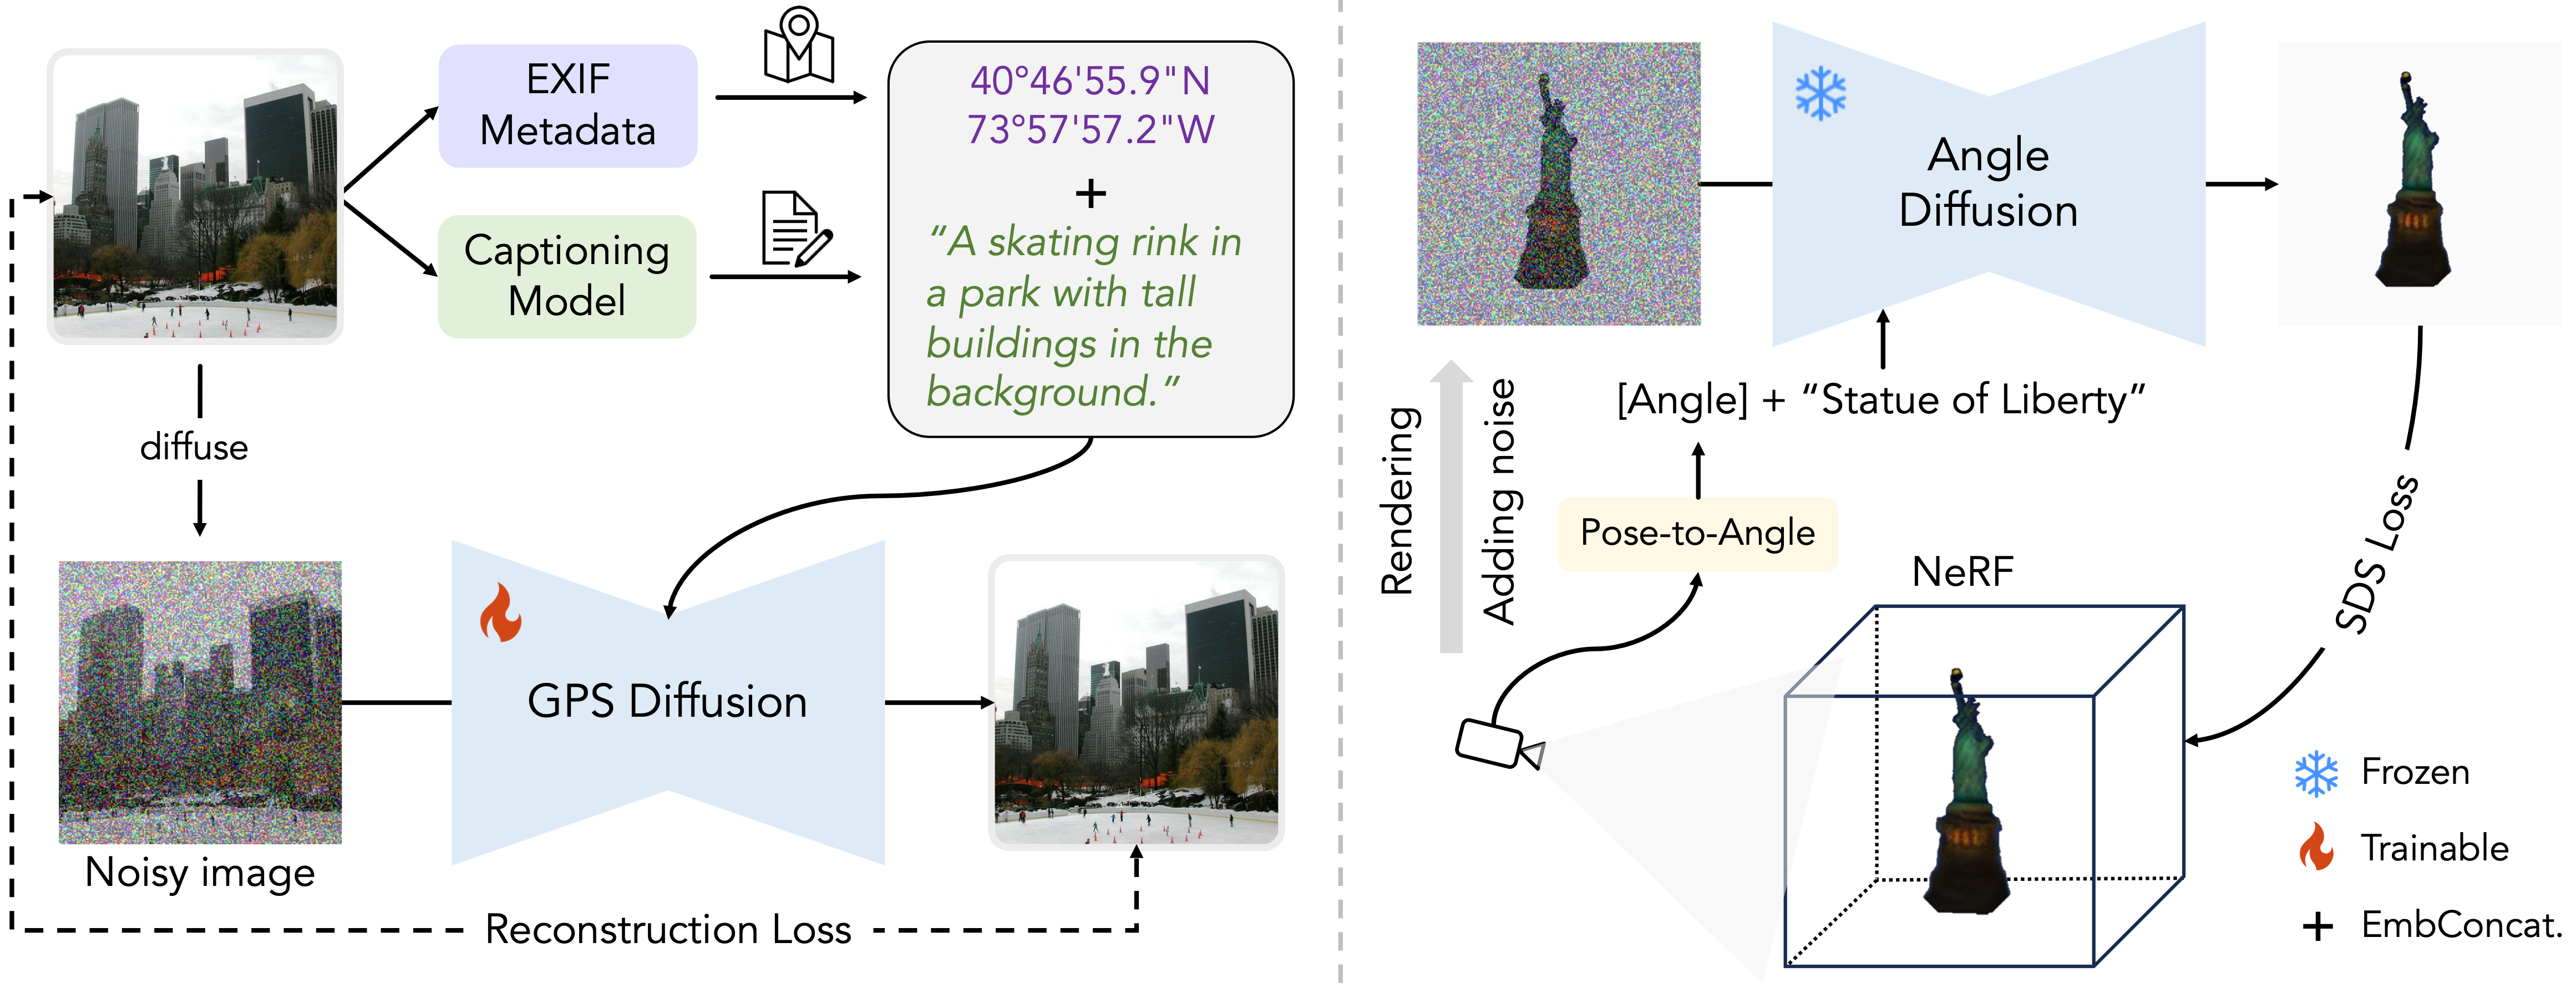 EXIF
Metadata
Captioning
Model
40°46'55.9"N
73°57'57.2"W
+
“A skating rink in
a park with tall
buildings in the
background.”
diffuse
GPS Diffusion
Noisy image
Reconstruction Loss
Angle
Diffusion
[Angle] + “Statue of Liberty”
Rendering
Adding noise
Pose-to-Angle
NeRF
SDS Loss
Frozen
Trainable
+ EmbConcat.